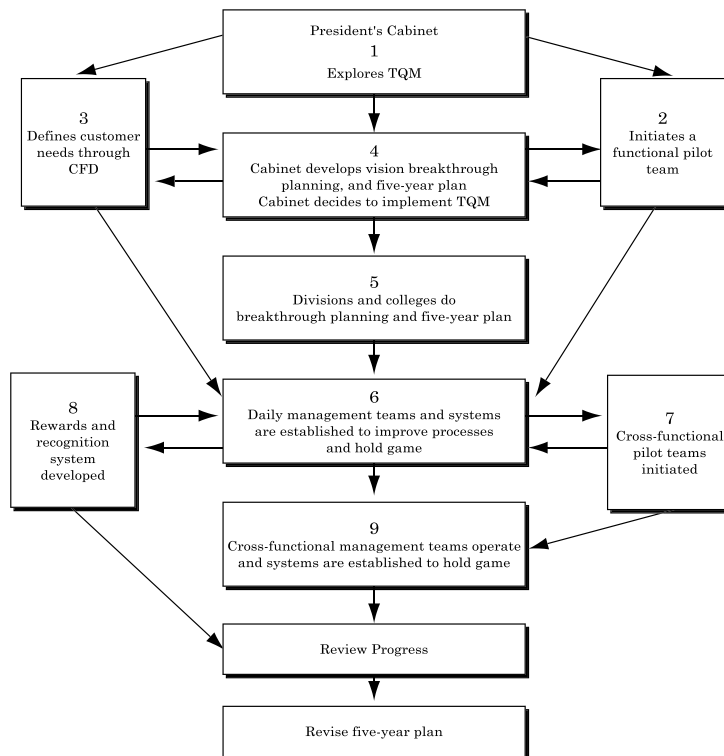 President's Cabinet
1
Explores TQM
3
Defines customer
needs through
CFD
2
Initiates a
functional pilot
team
4
Cabinet develops vision breakthrough
planning, and five-year plan
Cabinet decides to implement TQM
5
Divisions and colleges do
breakthrough planning and five-year plan
8
Rewards and
recognition
system
developed
6
Daily management teams and systems
are established to improve processes
and hold game
7
Cross-functional
pilot teams
initiated
9
Cross-functional management teams operate
and systems are established to hold game
Review Progress
Revise five-year plan